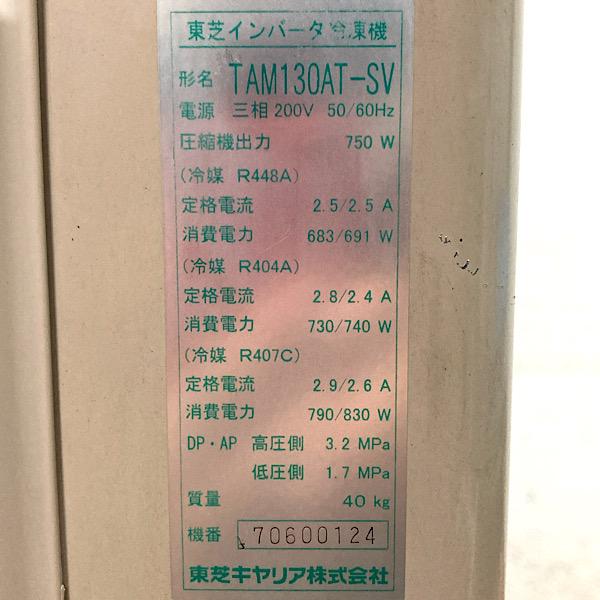 東芝インバータ冷凍機
形名 TAM130AT-SV
電源 三相200V 50/60Hz
圧縮機出力 750 W
(冷媒 R448A)
定格電流 2.5/2.5 A
消費電力 683/691 W
(冷媒 R404A)
定格電流 2.8/2.4 A
消費電力 730/740 W
(冷媒 R407C)
定格電流 2.9/2.6 A
消費電力 790/830 W
DP・AP 高圧側 3.2 MPa
低圧側 1.7 MPa
質量 40 kg
機番 70600124
東芝キヤリア株式会社